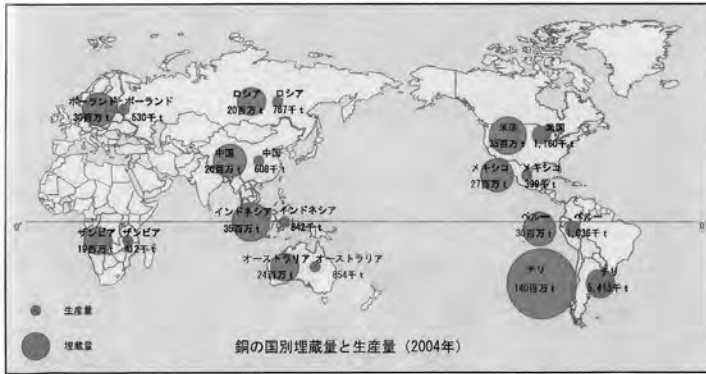 ポーランド ポーランド
30百万t 530千t
ロシア ロシア
20百万t 767千t
中国 中国
26百万t 608千t
インドネシア インドネシア
35百万t 842千t
ザンビア ザンビア
19百万t 412千t
オーストラリア オーストラリア
24百万t 854千t
米国 米国
35百万t 1,160千t
メキシコ メキシコ
27百万t 399千t
ペルー ペルー
30百万t 1,036千t
チリ チリ
140百万t 5,413千t
0° 0°
生産量
埋蔵量
銅の国別埋蔵量と生産量（2004年）